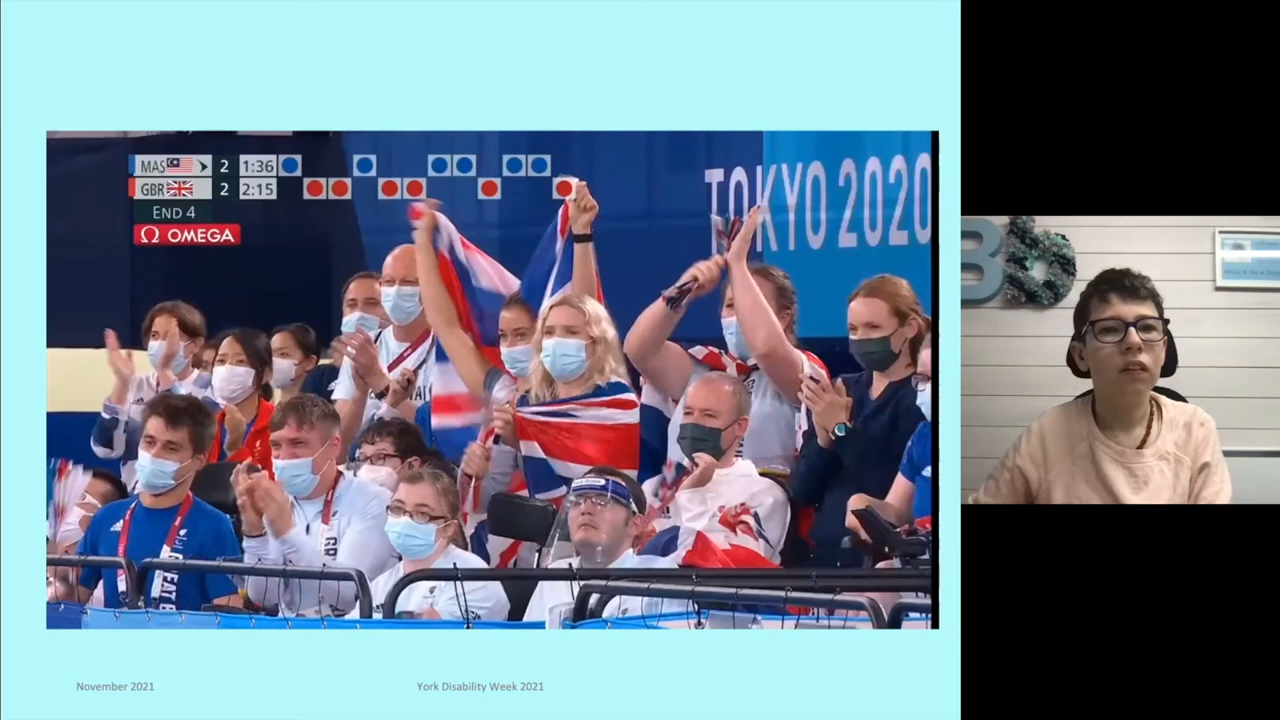 MAS 2 1:36
GBR 2 2:15
END 4
Ω OMEGA
TOKYO 2020
GREAT B
B
November 2021
York Disability Week 2021